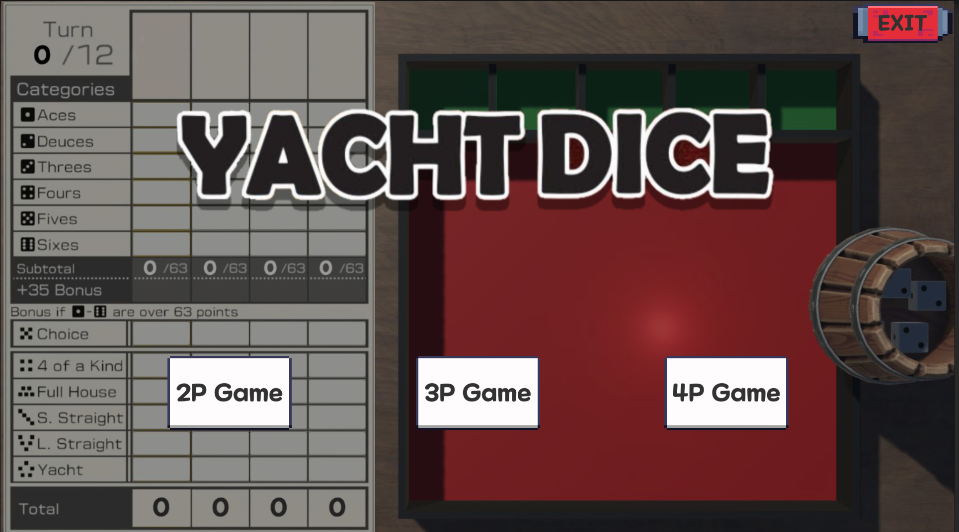 Turn
0 /12
EXIT
Categories
Aces
YACHT DICE
Deuces
Threes
Fours
Fives
Sixes
Subtotal 0 /63 0 /63 0 /63 0 /63
+35 Bonus
Bonus if - are over 63 points
Choice
4 of a Kind
Full House
S. Straight
L. Straight
Yacht
2P Game 3P Game 4P Game
Total 0 0 0 0